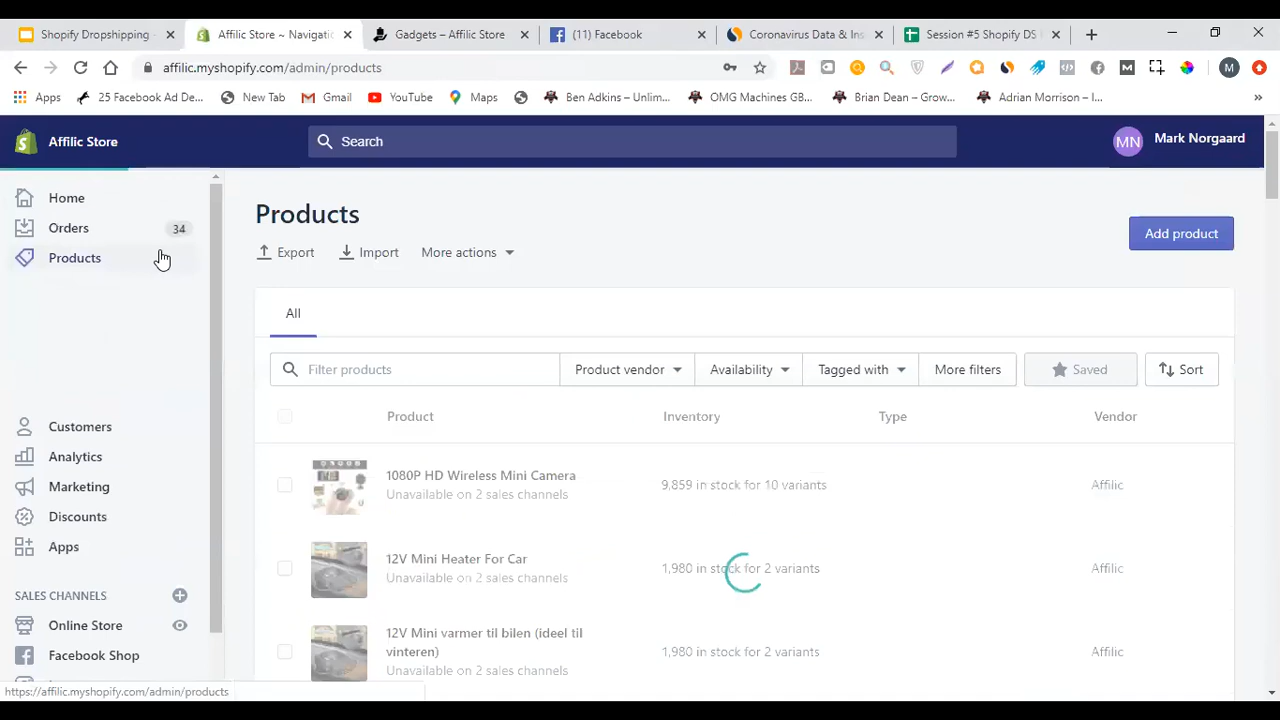 Shopify Dropshipping
Affilic Store ~ Navigatio
Gadgets – Affilic Store
(11) Facebook
Coronavirus Data & Ins
Session #5 Shopify DS
affilic.myshopify.com/admin/products
M
Apps
25 Facebook Ad De...
New Tab
Gmail
YouTube
Maps
Ben Adkins – Unlim...
OMG Machines GB...
Brian Dean – Grow...
Adrian Morrison – I...
Affilic Store
Search
MN
Mark Norgaard
Home
Orders
34
Products
Customers
Analytics
Marketing
Discounts
Apps
SALES CHANNELS
Online Store
Facebook Shop
https://affilic.myshopify.com/admin/products
Products
Export
Import
More actions
Add product
All
Filter products
Product vendor
Availability
Tagged with
More filters
Saved
Sort
Product
Inventory
Type
Vendor
1080P HD Wireless Mini Camera
Unavailable on 2 sales channels
9,859 in stock for 10 variants
Affilic
12V Mini Heater For Car
Unavailable on 2 sales channels
1,980 in stock for 2 variants
Affilic
12V Mini varmer til bilen (ideel til
vinteren)
Unavailable on 2 sales channels
1,980 in stock for 2 variants
Affilic